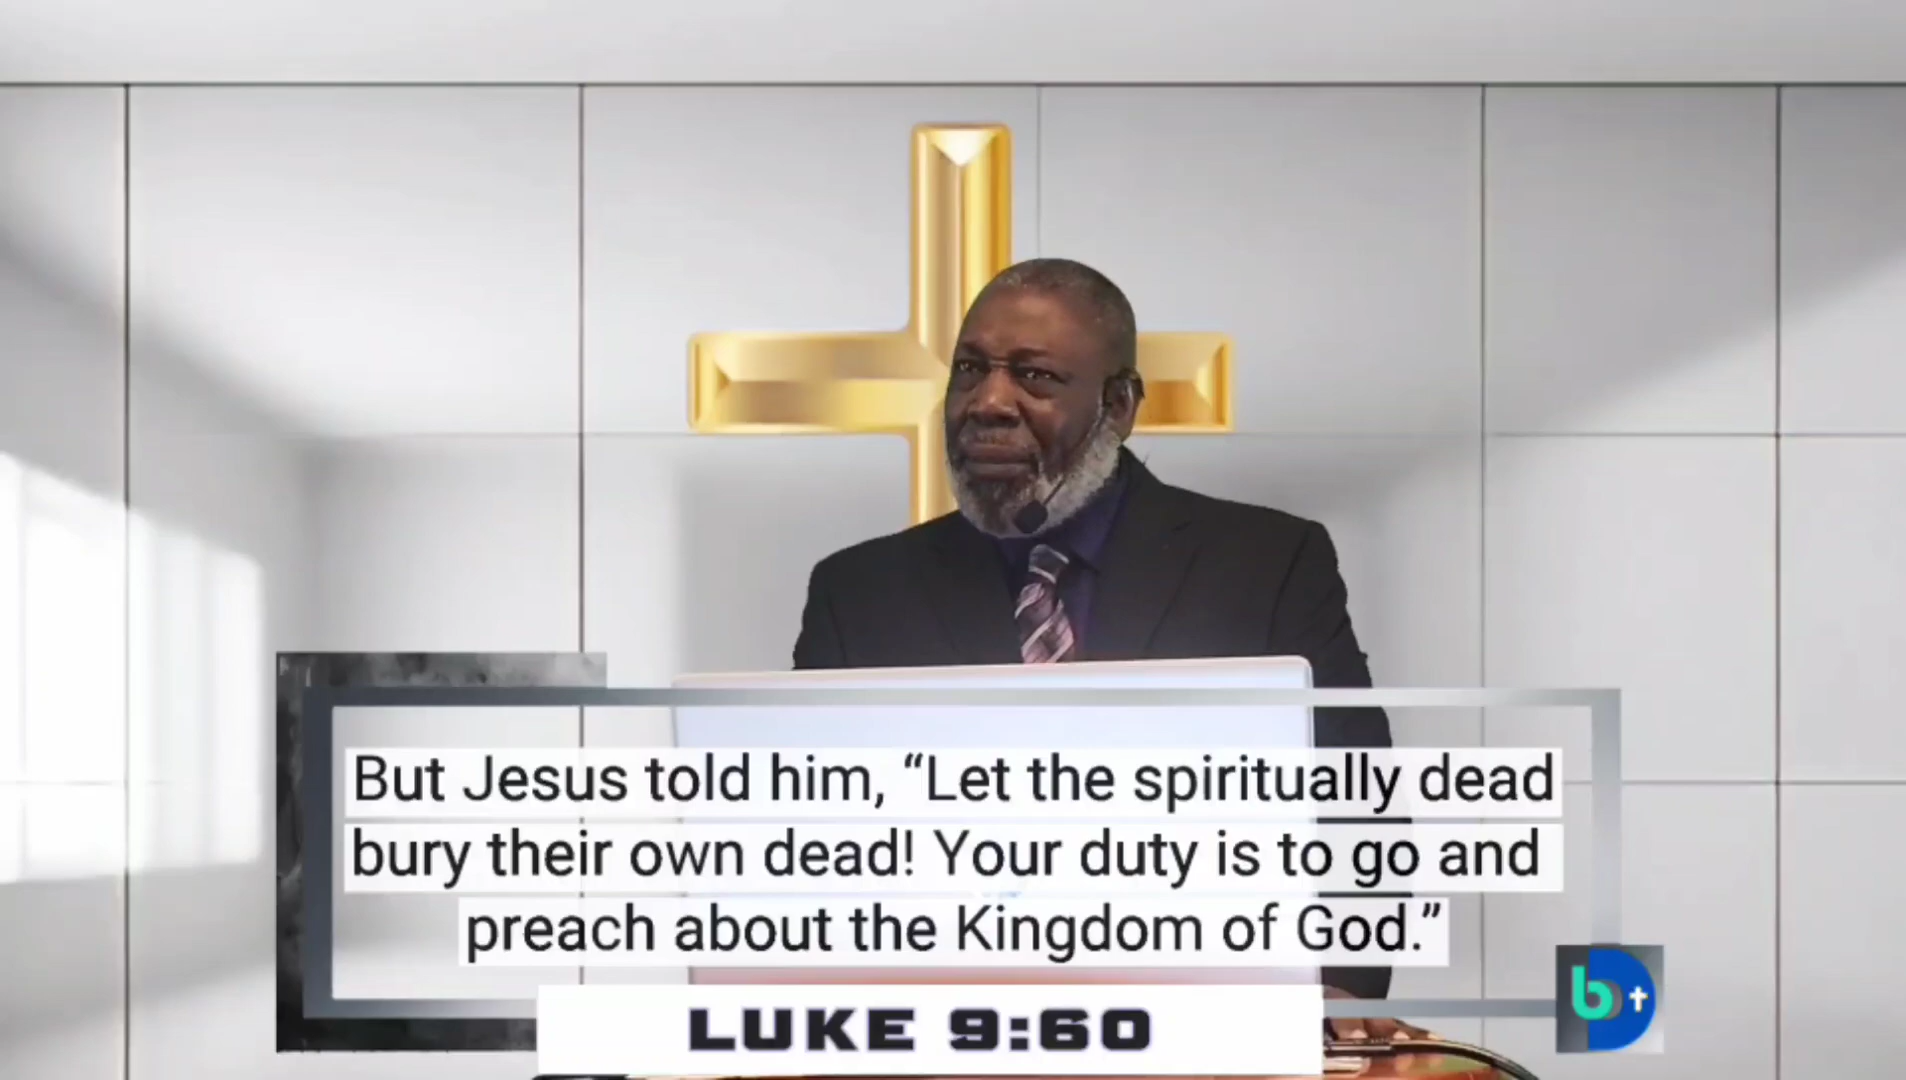 But Jesus told him, “Let the spiritually dead
bury their own dead! Your duty is to go and
preach about the Kingdom of God.”
LUKE 9:60
b